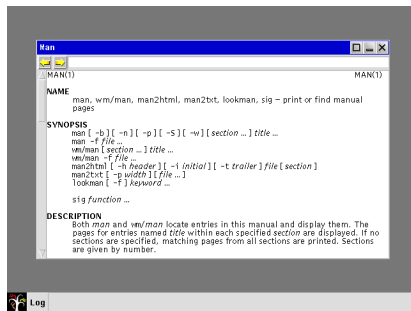 Man
MAN(1) MAN(1)
NAME
man, wm/man, man2html, man2txt, lookman, sig – print or find manual
pages
SYNOPSIS
man [ -b] [ -n ] [ -p ] [ -S ] [ -w ] [ section ... ] title ...
man -f file ...
wm/man [ section ... ] title ...
wm/man -f file ...
man2html [ -h header ] [ -i initial ] [ -t trailer ] file [ section ]
man2txt [ -p width ] [ file ... ]
lookman [ -f ] keyword ...
sig function ...
DESCRIPTION
Both man and wm/man locate entries in this manual and display them. The
pages for entries named title within each specified section are displayed. If no
sections are specified, matching pages from all sections are printed. Sections
are given by number.
Log